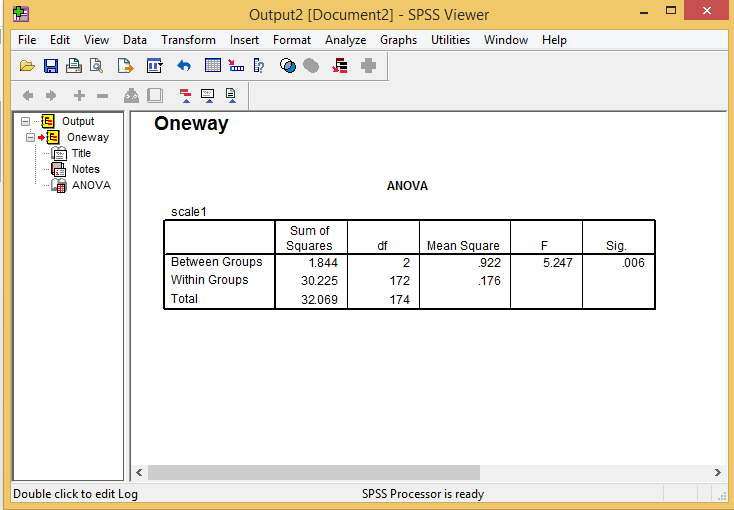 Output2 [Document2] - SPSS Viewer
File Edit View Data Transform Insert Format Analyze Graphs Utilities Window Help
Output
Oneway
Title
Notes
ANOVA
Oneway
ANOVA
scale1
Sum of Squares df Mean Square F Sig.
Between Groups 1.844 2 .922 5.247 .006
Within Groups 30.225 172 .176
Total 32.069 174
Double click to edit Log SPSS Processor is ready